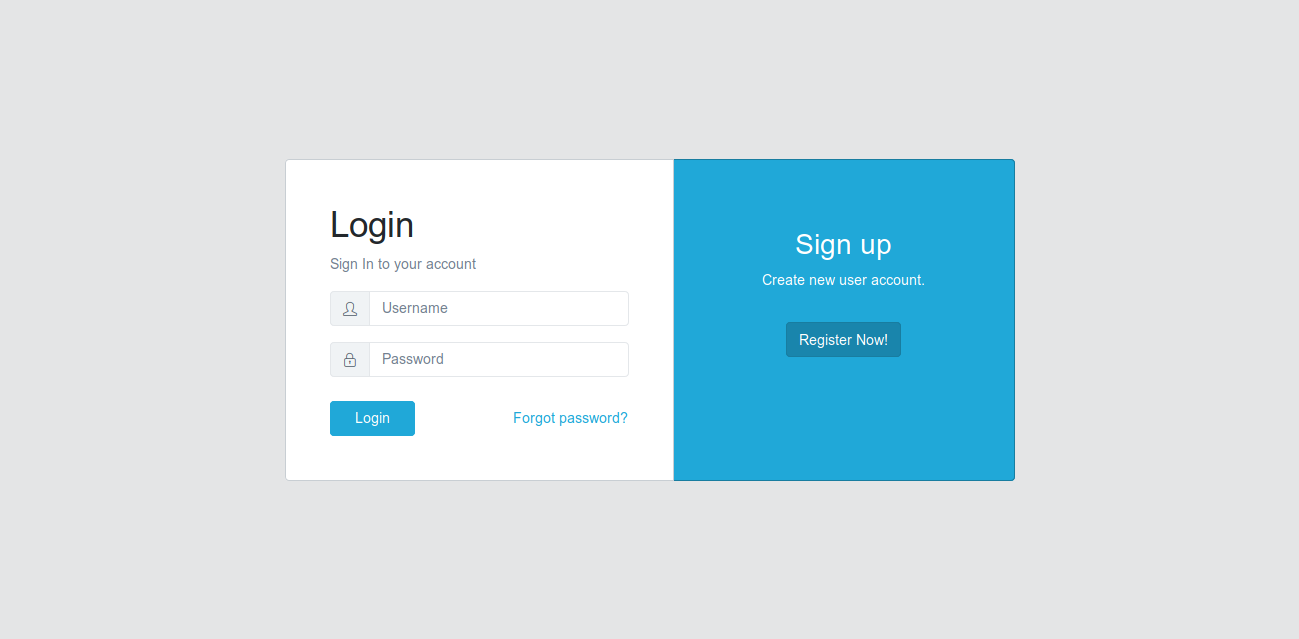 Login
Sign In to your account
Username
Password
Login
Forgot password?
Sign up
Create new user account.
Register Now!